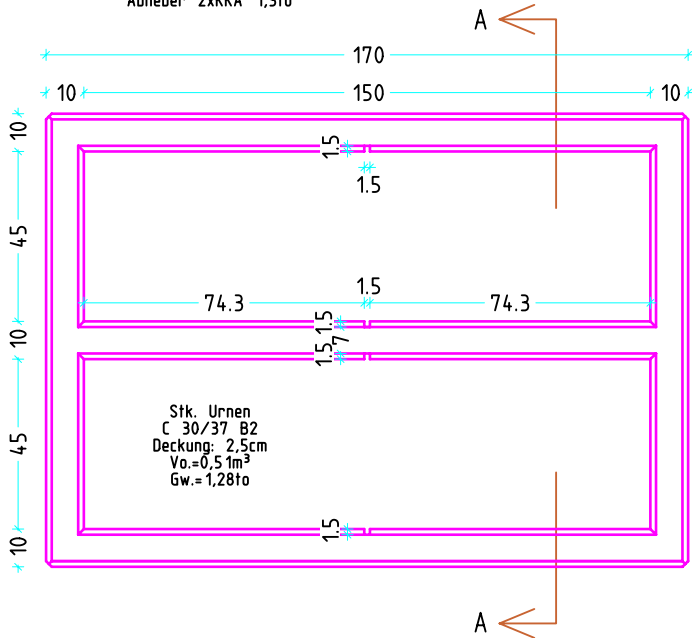 Abheber 2xRRA 1,3to
A
170
10 150 10
10
1.5
1.5
45
1.5
74.3 74.3
1.5
10
7
1.5
45
Stk. Urnen
C 30/37 B2
Deckung: 2,5cm
Vo.=0,51m³
Gw.=1,28to
1.5
10
A